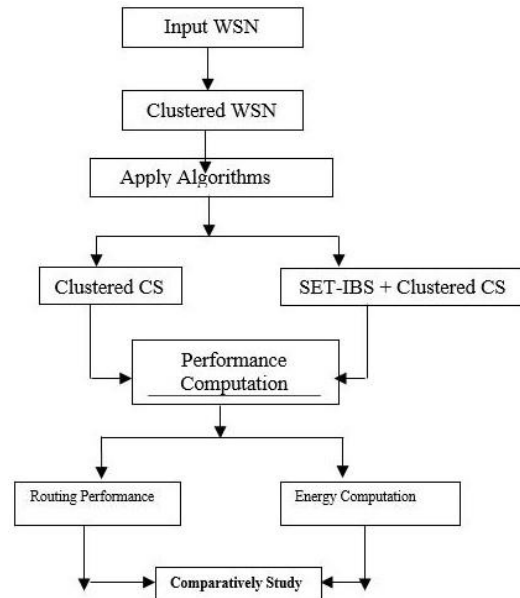 Input WSN
Clustered WSN
Apply Algorithms
Clustered CS
SET-IBS + Clustered CS
Performance
Computation
Routing Performance
Energy Computation
Comparatively Study